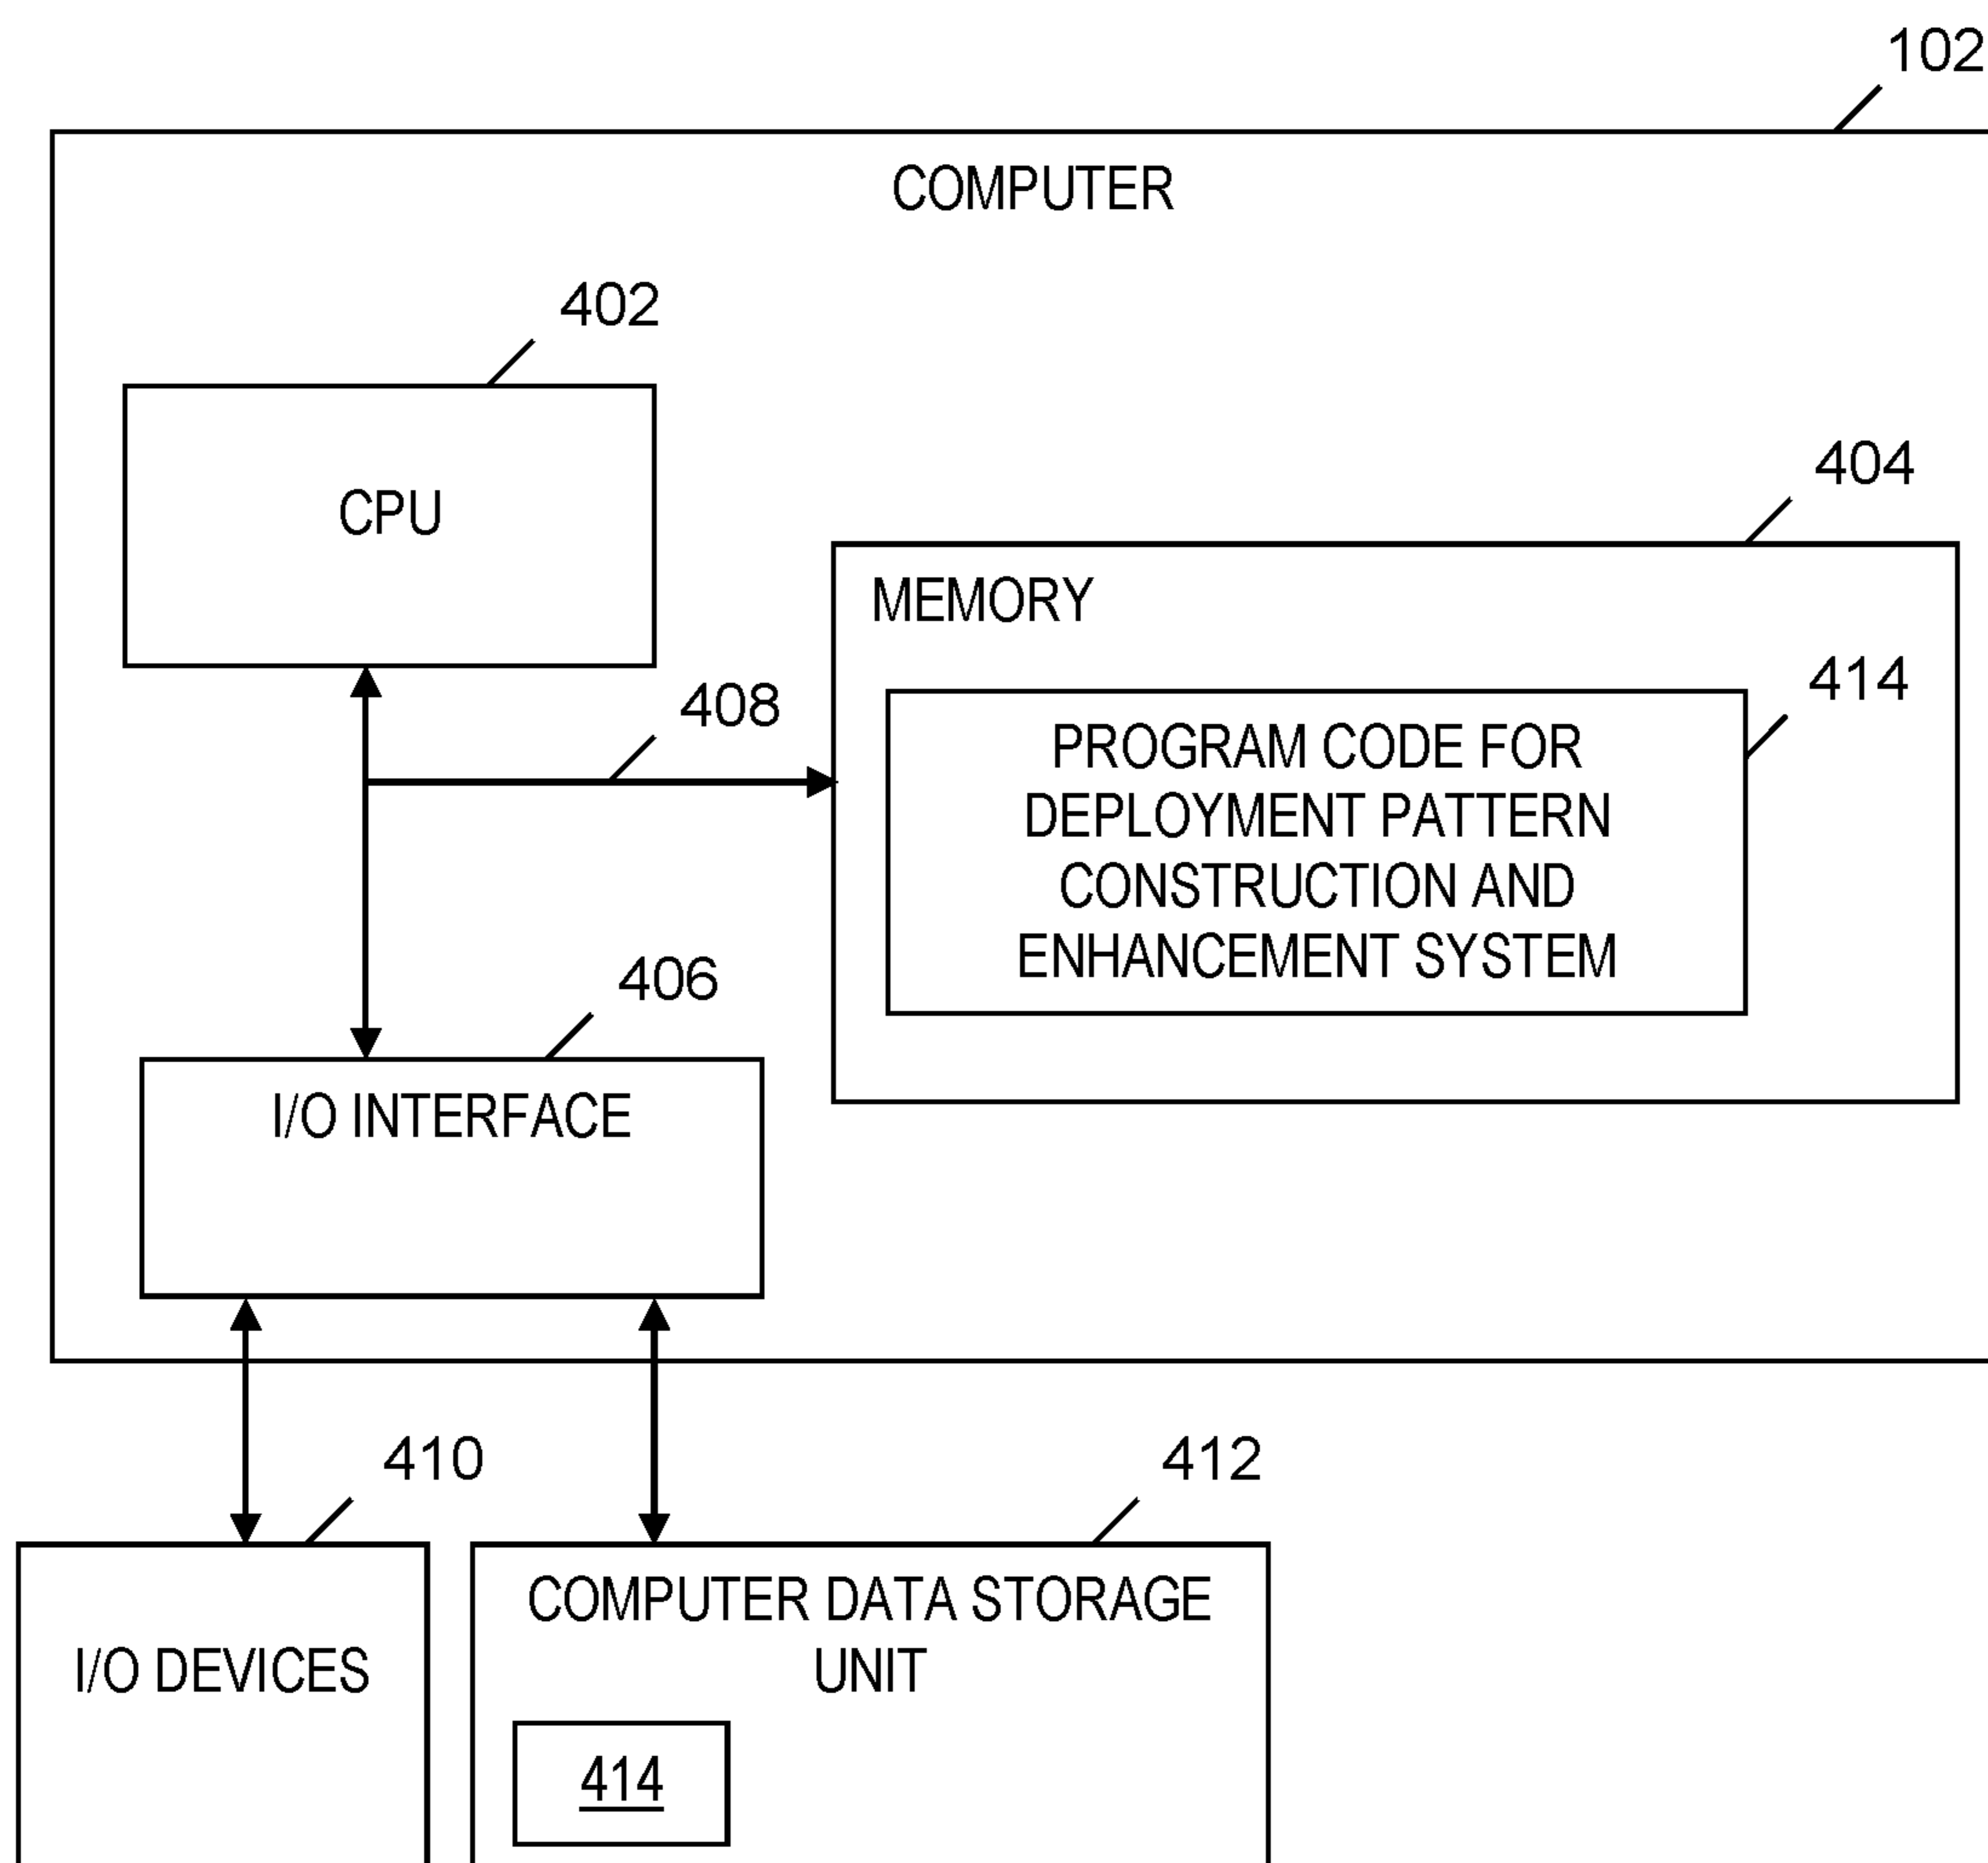 102
COMPUTER
402
CPU
404
MEMORY
414
PROGRAM CODE FOR
DEPLOYMENT PATTERN
CONSTRUCTION AND
ENHANCEMENT SYSTEM
408
406
I/O INTERFACE
410
I/O DEVICES
412
COMPUTER DATA STORAGE
UNIT
414